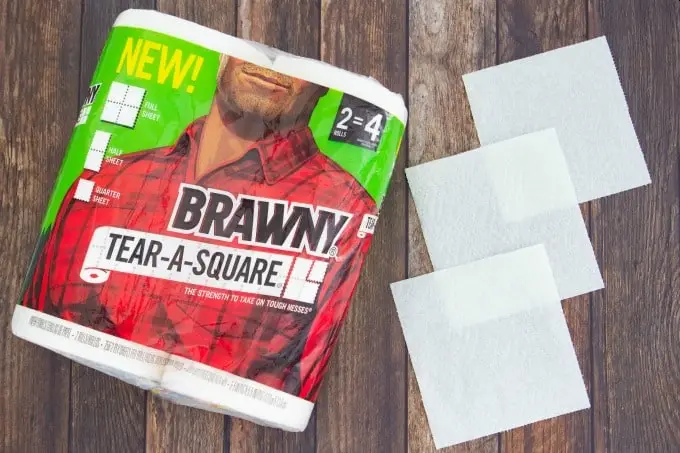 NEW!
FULL
SHEET
HALF
SHEET
QUARTER
SHEET
2=4
ROLLS
BRAWNY
TEAR-A-SQUARE
THE STRENGTH TO TAKE ON TOUGH MESSES®